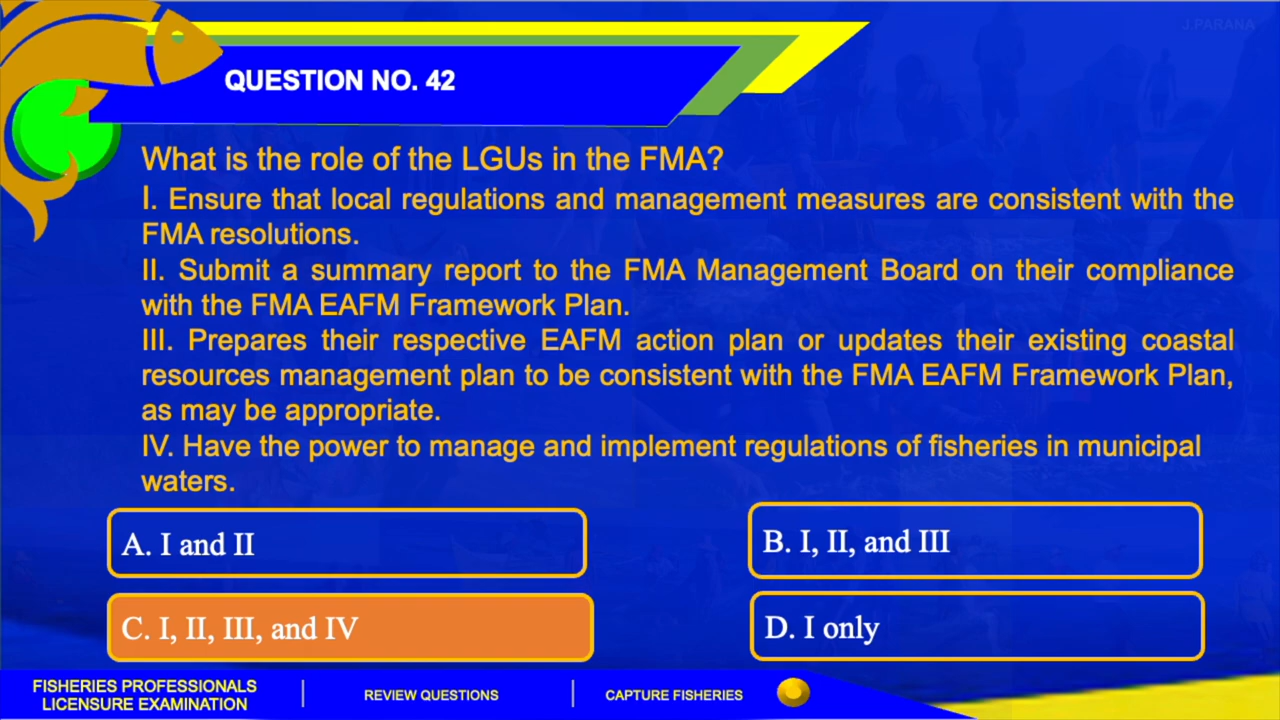 J.PARANA
QUESTION NO. 42
What is the role of the LGUs in the FMA?
I. Ensure that local regulations and management measures are consistent with the
FMA resolutions.
II. Submit a summary report to the FMA Management Board on their compliance
with the FMA EAFM Framework Plan.
III. Prepares their respective EAFM action plan or updates their existing coastal
resources management plan to be consistent with the FMA EAFM Framework Plan,
as may be appropriate.
IV. Have the power to manage and implement regulations of fisheries in municipal
waters.
A. I and II
B. I, II, and III
C. I, II, III, and IV
D. I only
FISHERIES PROFESSIONALS
LICENSURE EXAMINATION
REVIEW QUESTIONS
CAPTURE FISHERIES